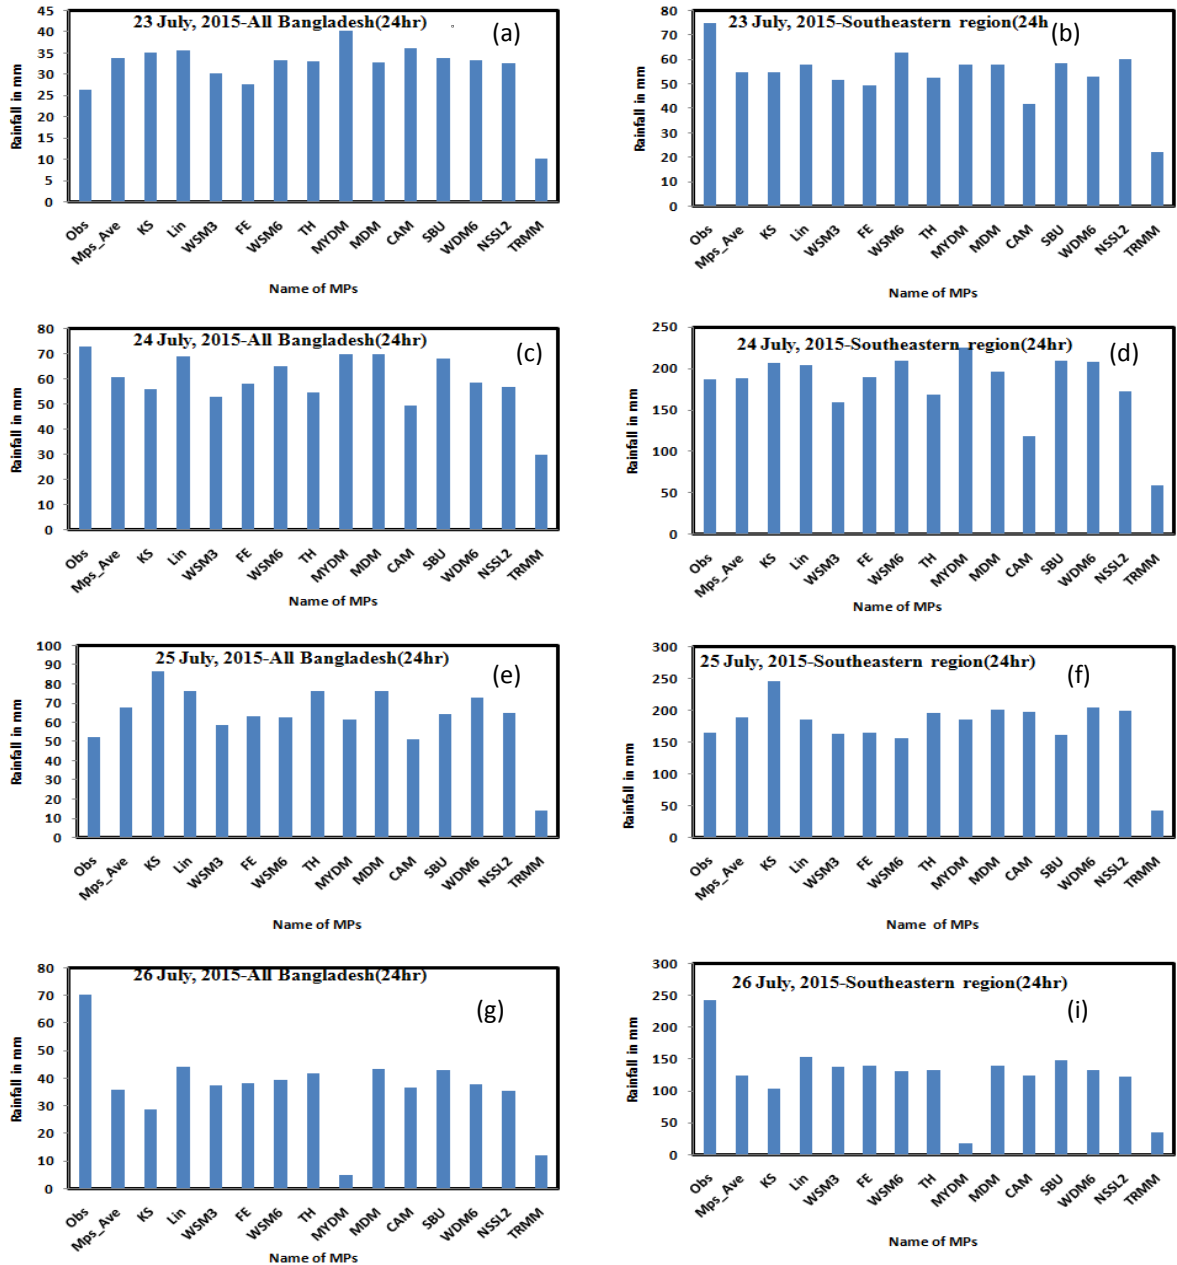 23 July, 2015-All Bangladesh(24hr)
(a)
Rainfall in mm
45
40
35
30
25
20
15
10
5
0
Obs Mps_Ave KS Lin WSM3 FE WSM6 TH MYDM MDM CAM SBU WDM6 NSSL2 TRMM
Name of MPs
23 July, 2015-Southeastern region(24h
(b)
Rainfall in mm
80
70
60
50
40
30
20
10
0
Obs Mps_Ave KS Lin WSM3 FE WSM6 TH MYDM MDM CAM SBU WDM6 NSSL2 TRMM
Name of MPs
24 July, 2015-All Bangladesh(24hr)
(c)
Rainfall in mm
80
70
60
50
40
30
20
10
0
Obs Mps_Ave KS Lin WSM3 FE WSM6 TH MYDM MDM CAM SBU WDM6 NSSL2 TRMM
Name of MPs
24 July, 2015-Southeastern region(24hr)
(d)
Rainfall in mm
250
200
150
100
50
0
Obs Mps_Ave KS Lin WSM3 FE WSM6 TH MYDM MDM CAM SBU WDM6 NSSL2 TRMM
Name of MPs
25 July, 2015-All Bangladesh(24hr)
(e)
Rainfall in mm
100
90
80
70
60
50
40
30
20
10
0
Obs Mps_Ave KS Lin WSM3 FE WSM6 TH MYDM MDM CAM SBU WDM6 NSSL2 TRMM
Name of MPs
25 July, 2015-Southeastern region(24hr)
(f)
Rainfall in mm
300
250
200
150
100
50
0
Obs Mps_Ave KS Lin WSM3 FE WSM6 TH MYDM MDM CAM SBU WDM6 NSSL2 TRMM
Name of MPs
26 July, 2015-All Bangladesh(24hr)
(g)
Rainfall in mm
80
70
60
50
40
30
20
10
0
Obs Mps_Ave KS Lin WSM3 FE WSM6 TH MYDM MDM CAM SBU WDM6 NSSL2 TRMM
Name of MPs
26 July, 2015-Southeastern region(24hr)
(i)
Rainfall in mm
300
250
200
150
100
50
0
Obs Mps_Ave KS Lin WSM3 FE WSM6 TH MYDM MDM CAM SBU WDM6 NSSL2 TRMM
Name of MPs